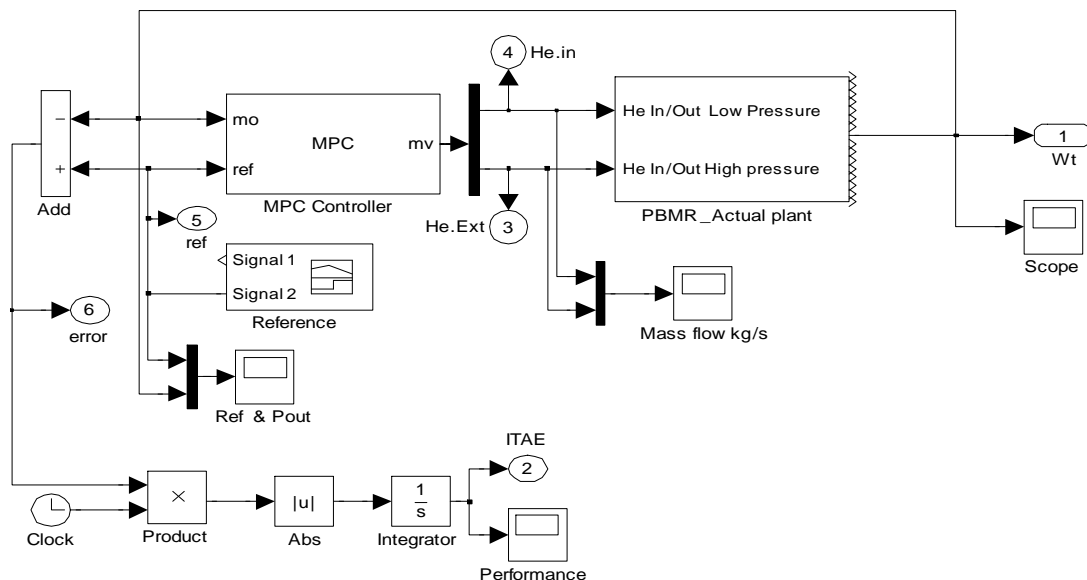 4
He.in
−
+
Add
mo
ref
MPC
mv
MPC Controller
He In/Out Low Pressure
He In/Out High pressure
PBMR_Actual plant
1
Wt
3
He.Ext
5
ref
Scope
Signal 1
Signal 2
Reference
6
error
Mass flow kg/s
Ref & Pout
ITAE
2
Clock
×
Product
|u|
Abs
1
s
Integrator
Performance